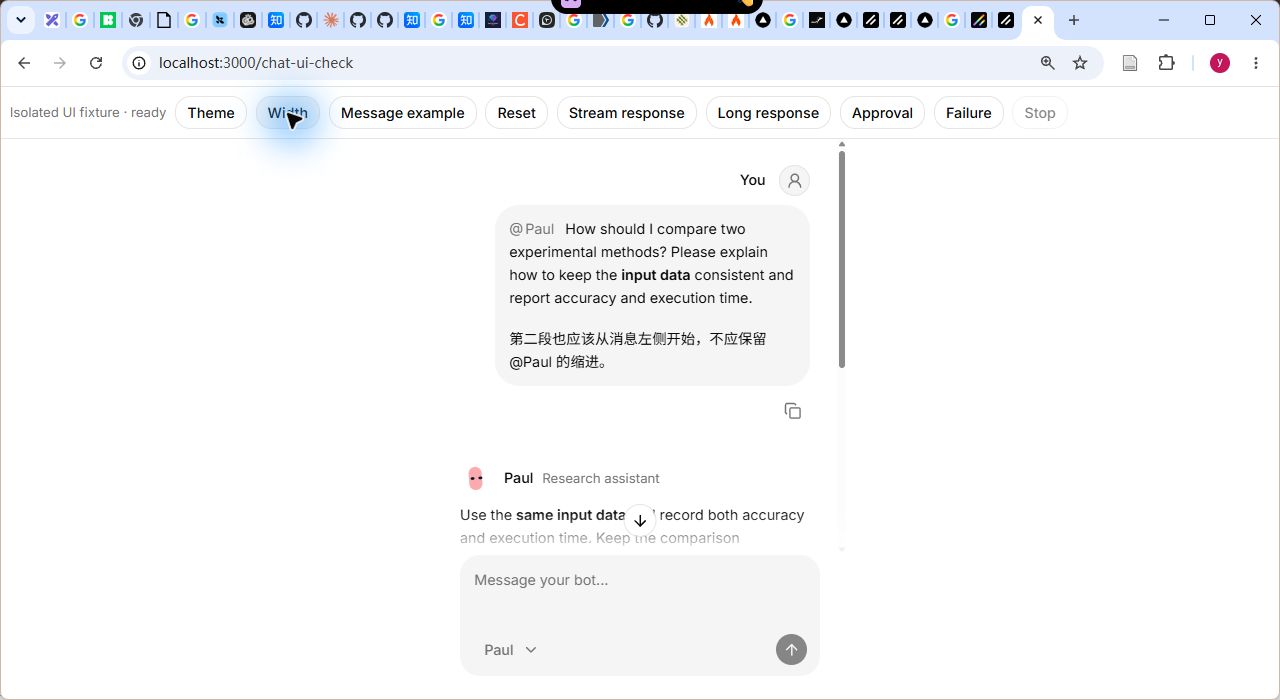 localhost:3000/chat-ui-check
Isolated UI fixture · ready
Theme
Width
Message example
Reset
Stream response
Long response
Approval
Failure
Stop
You
@Paul How should I compare two
experimental methods? Please explain
how to keep the input data consistent and
report accuracy and execution time.
第二段也应该从消息左侧开始，不应保留
@Paul 的缩进。
Paul Research assistant
Use the same input data record both accuracy
and execution time. Keep the comparison
Message your bot...
Paul